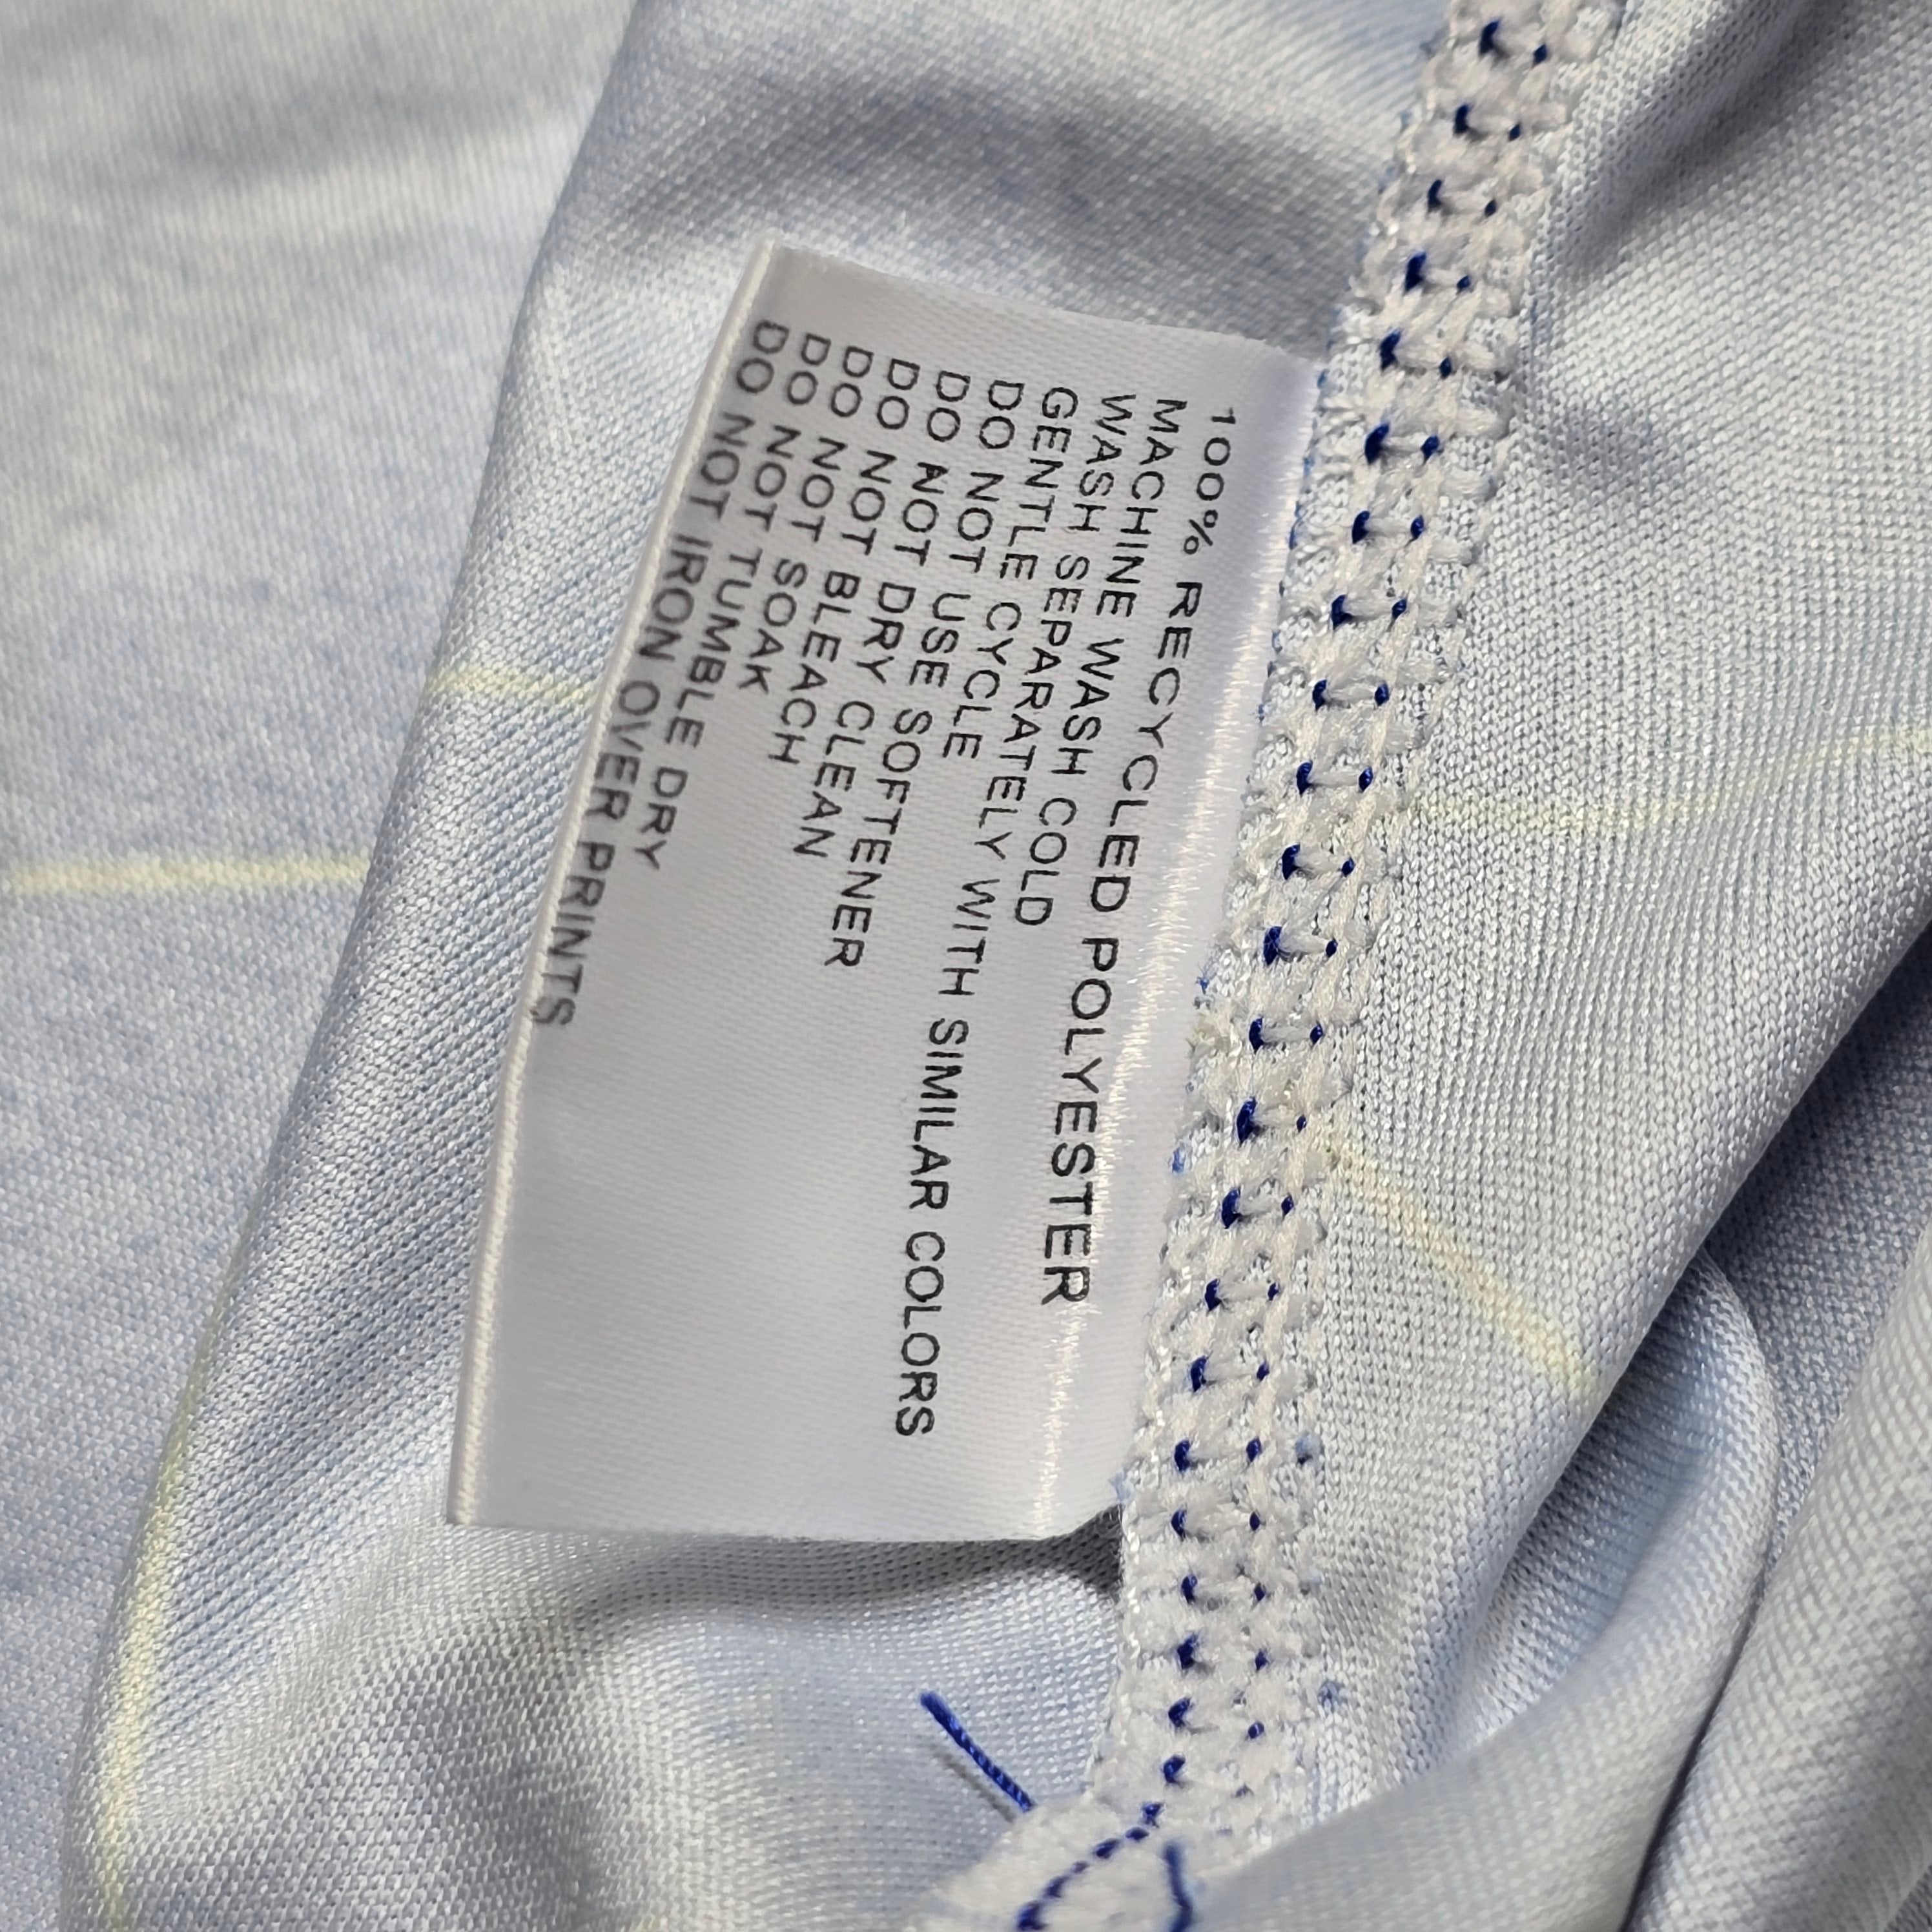 100% RECYCLED POLYESTER
MACHINE WASH COLD
WASH SEPARATELY WITH SIMILAR COLORS
GENTLE CYCLE
DO NOT USE SOFTENER
DO NOT DRY CLEAN
DO NOT BLEACH
DO NOT SOAK
DO NOT TUMBLE DRY
DO NOT IRON OVER PRINTS